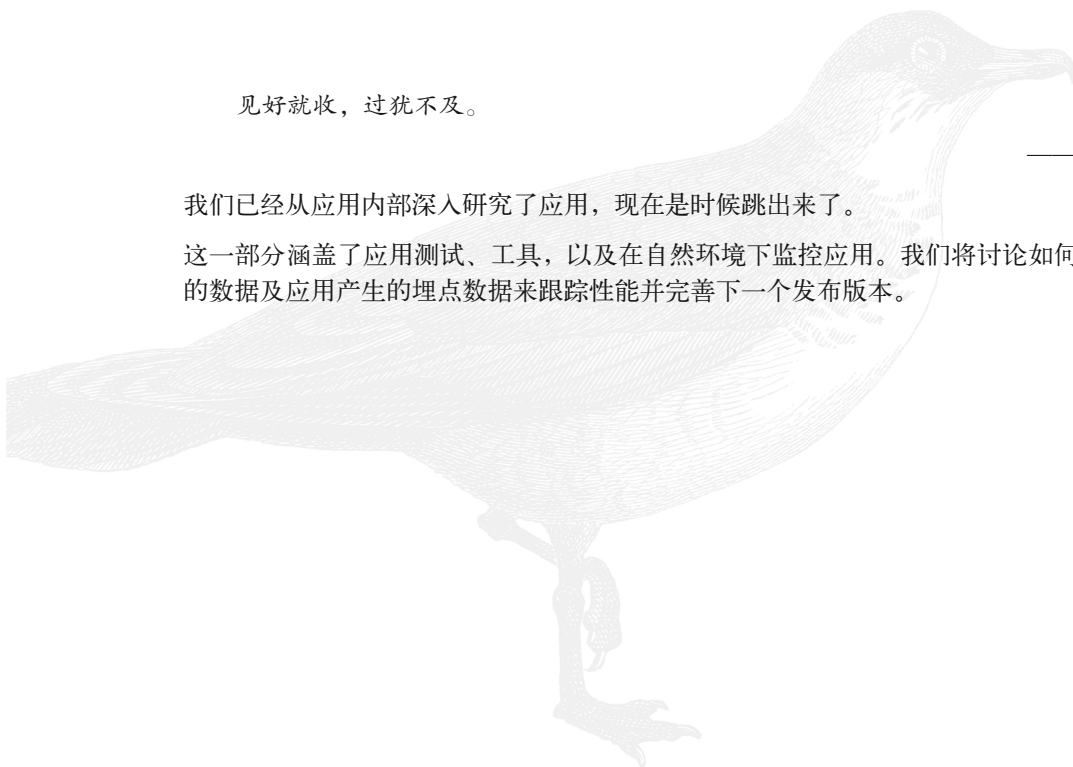 见好就收，过犹不及。
——
我们已经从应用内部深入研究了应用，现在是时候跳出来了。
这一部分涵盖了应用测试、工具，以及在自然环境下监控应用。我们将讨论如何
的数据及应用产生的埋点数据来跟踪性能并完善下一个发布版本。